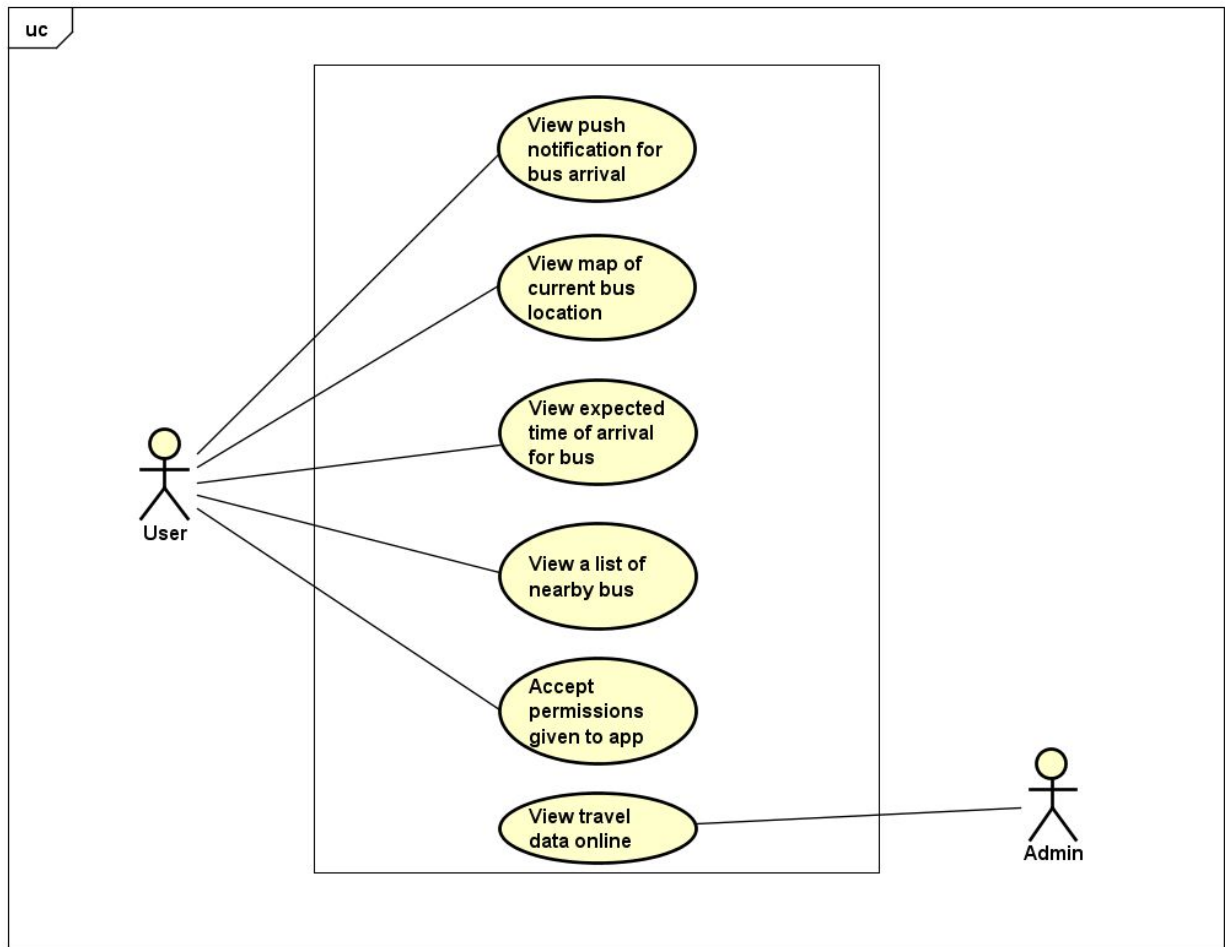 uc
View push
notification for
bus arrival
View map of
current bus
location
View expected
time of arrival
for bus
User
View a list of
nearby bus
Accept
permissions
given to app
View travel
data online
Admin